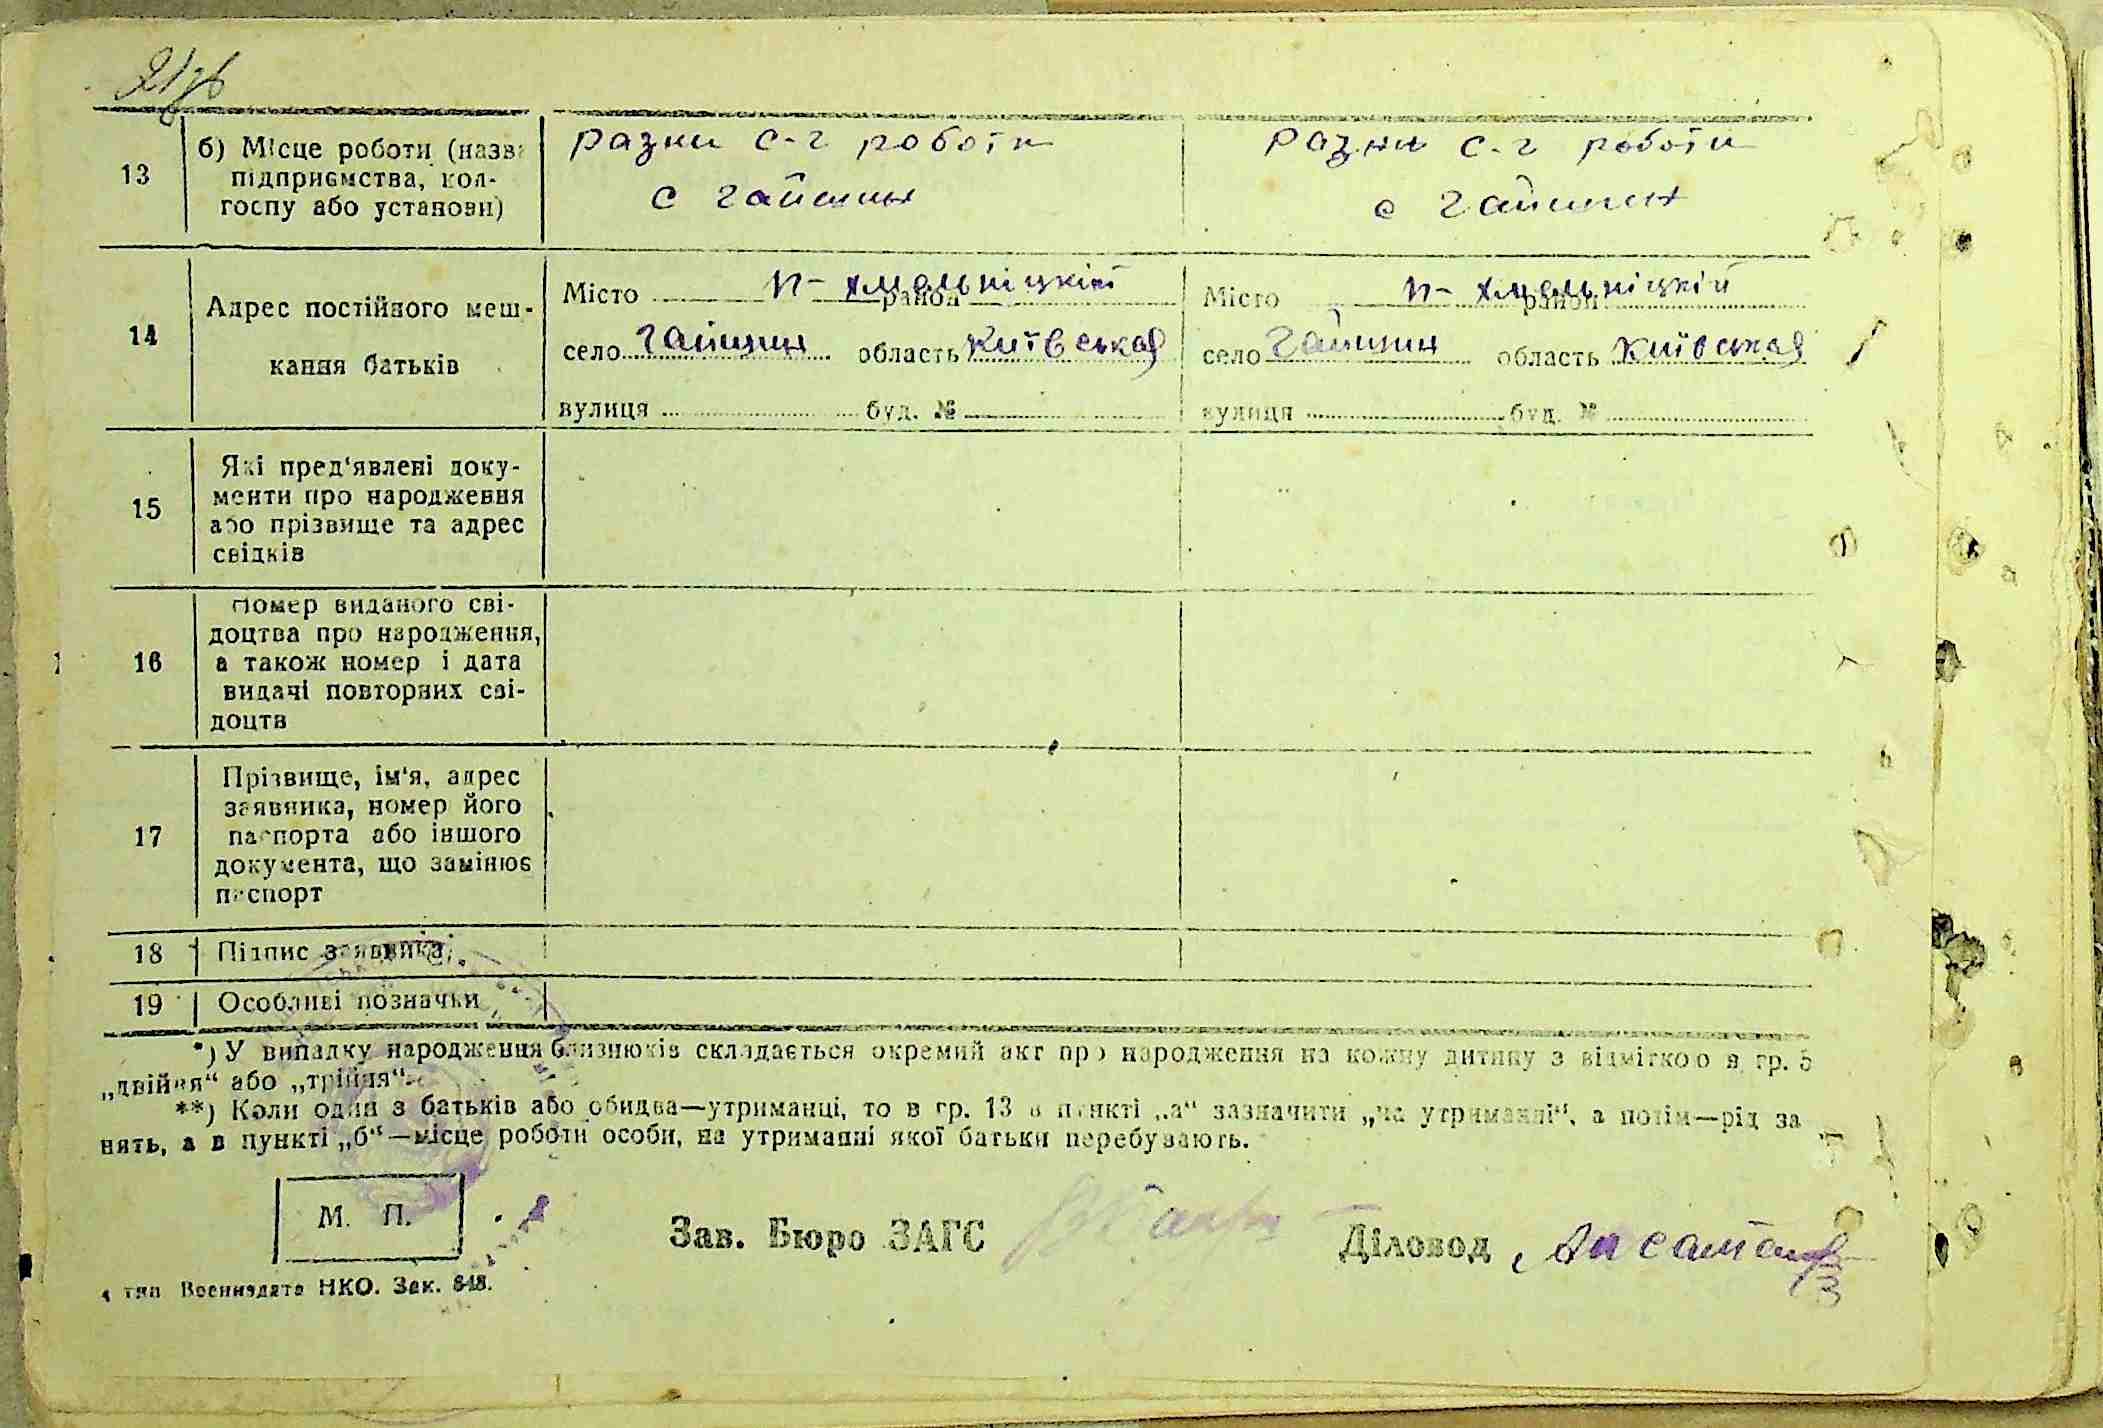 13
б) Місце роботи (назва
підприємства, кол-
госпу або установи)
разни с-г роботи
с Гайшин
разни с-г роботи
с Гайшин
14
Адрес постійного меш-
кання батьків
Місто П-Хмельніцкій район
село Гайшин область Київська
вулиця буд. №
Місто П-Хмельніцкій район
село Гайшин область Київська
вулиця буд. №
15
Які пред‘явлені доку-
менти про народження
або прізвище та адрес
свідків
16
Номер виданого сві-
доцтва про народження,
а також номер і дата
видачі повторних сві-
доцтв
17
Прізвище, ім‘я, адрес
заявника, номер його
паспорта або іншого
документа, що замінює
паспорт
18 Підпис заявника
19 Особливі позначки
*) У випадку народження близнюків складається окремий акт про народження на кожну дитину з відміткою в гр. 5
„двійня“ або „трійня“.
**) Коли один з батьків або обидва—утриманці, то в гр. 13 в пункті „а“ зазначити „на утриманні“, а потім—рід за
нять, а в пункті „б“—місце роботи особи, на утриманні якої батьки перебувають.
М. П.
Зав. Бюро ЗАГС
Діловод
тип Воениздата НКО. Зак. 648.